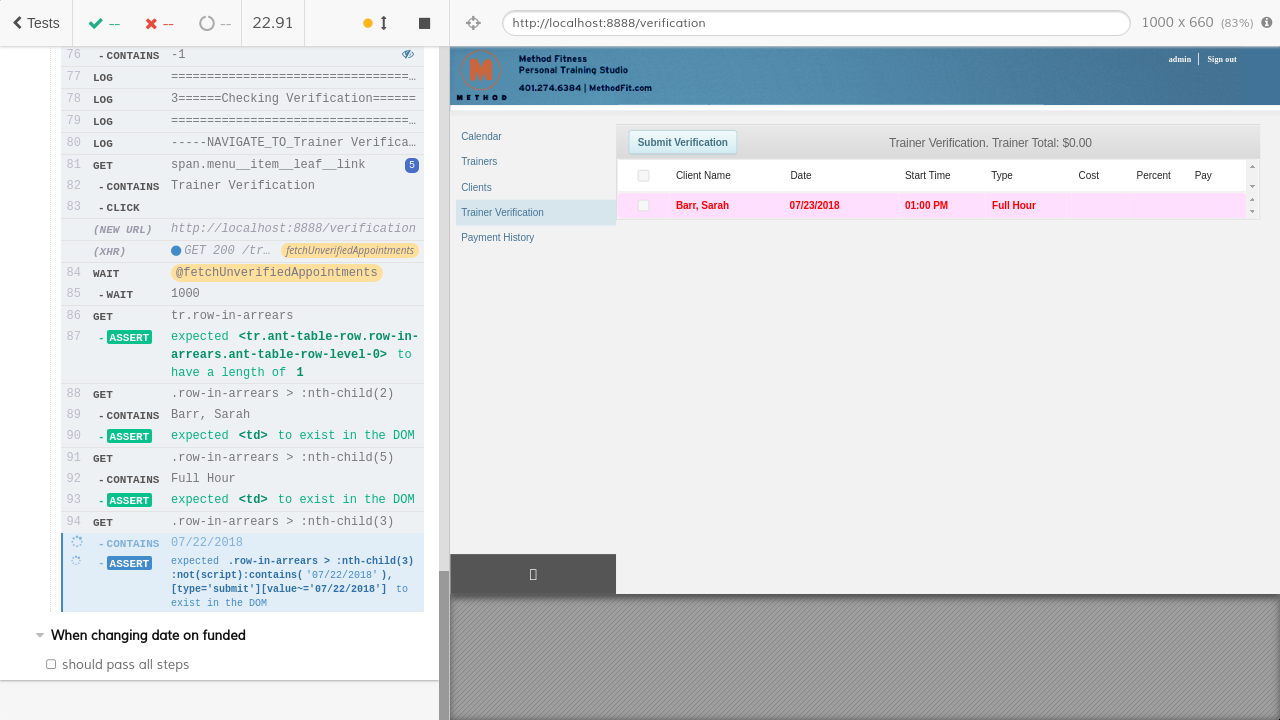 Tests
--
--
--
22.91
http://localhost:8888/verification
1000 x 660 (83%)
76 - CONTAINS -1
77 LOG ==================================…
78 LOG 3======Checking Verification======
79 LOG ==================================…
80 LOG -----NAVIGATE_TO_Trainer Verifica…
81 GET span.menu__item__leaf__link 5
82 - CONTAINS Trainer Verification
83 - CLICK
(NEW URL) http://localhost:8888/verification
(XHR) GET 200 /tr… fetchUnverifiedAppointments
84 WAIT @fetchUnverifiedAppointments
85 - WAIT 1000
86 GET tr.row-in-arrears
87 - ASSERT expected <tr.ant-table-row.row-in-
arrears.ant-table-row-level-0> to
have a length of 1
88 GET .row-in-arrears > :nth-child(2)
89 - CONTAINS Barr, Sarah
90 - ASSERT expected <td> to exist in the DOM
91 GET .row-in-arrears > :nth-child(5)
92 - CONTAINS Full Hour
93 - ASSERT expected <td> to exist in the DOM
94 GET .row-in-arrears > :nth-child(3)
- CONTAINS 07/22/2018
- ASSERT expected .row-in-arrears > :nth-child(3)
:not(script):contains( '07/22/2018' ),
[type='submit'][value~='07/22/2018'] to
exist in the DOM
When changing date on funded
should pass all steps
M
METHOD
Method Fitness
Personal Training Studio
401.274.6384 | MethodFit.com
admin
Sign out
Calendar
Trainers
Clients
Trainer Verification
Payment History
Submit Verification
Trainer Verification. Trainer Total: $0.00
Client Name Date Start Time Type Cost Percent Pay
Barr, Sarah 07/23/2018 01:00 PM Full Hour